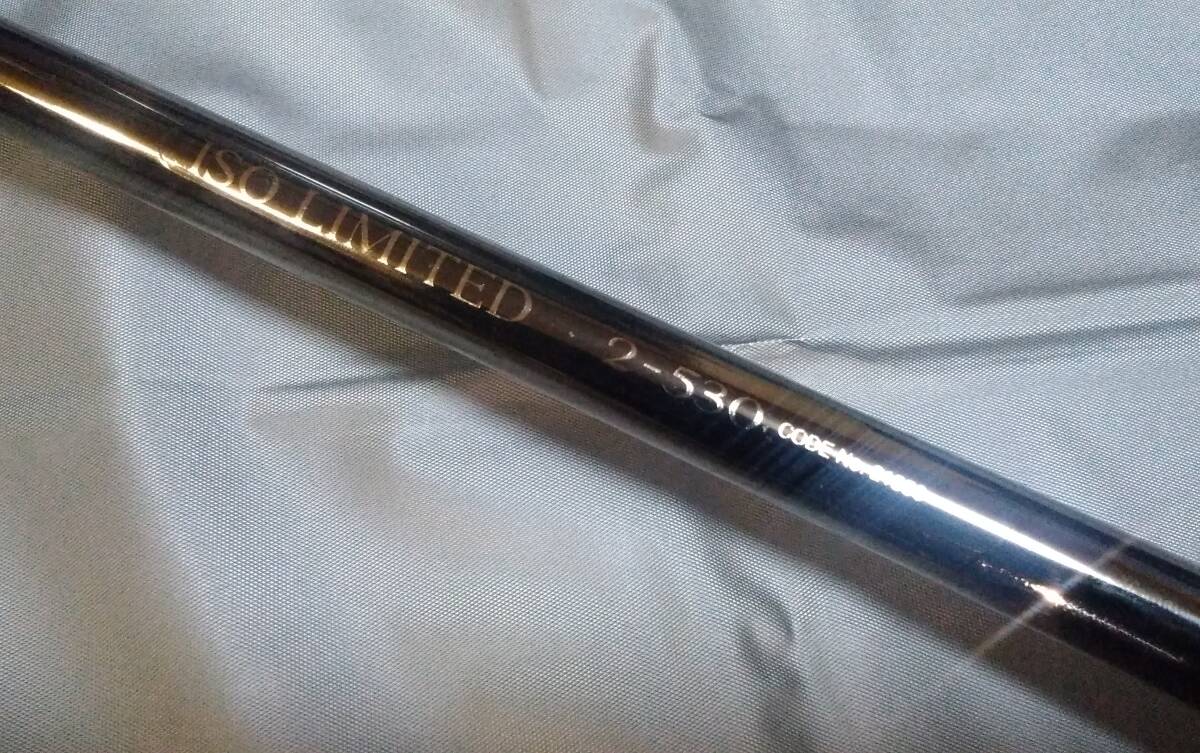 ISO LIMITED · 2-530 CODE No.